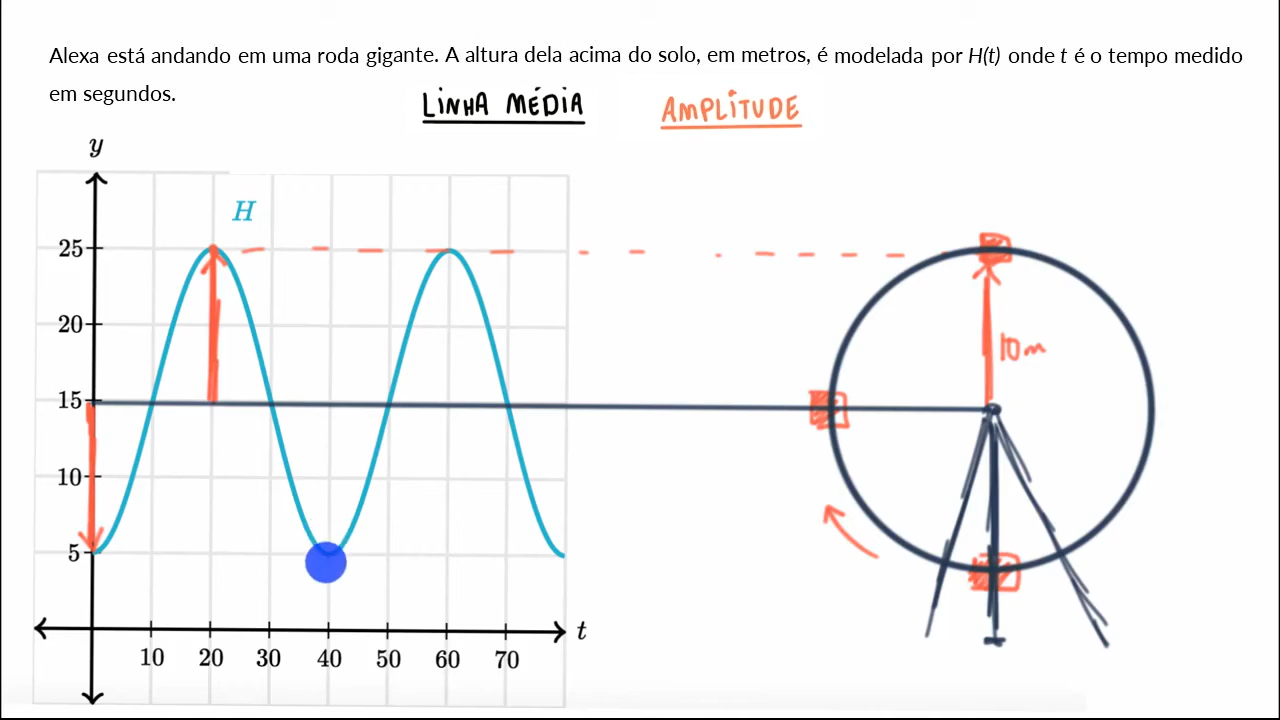 Alexa está andando em uma roda gigante. A altura dela acima do solo, em metros, é modelada por H(t) onde t é o tempo medido
em segundos.
LINHA MÉDIA
AMPLITUDE
y
H
25
20
15
10
5
10m
t
10 20 30 40 50 60 70